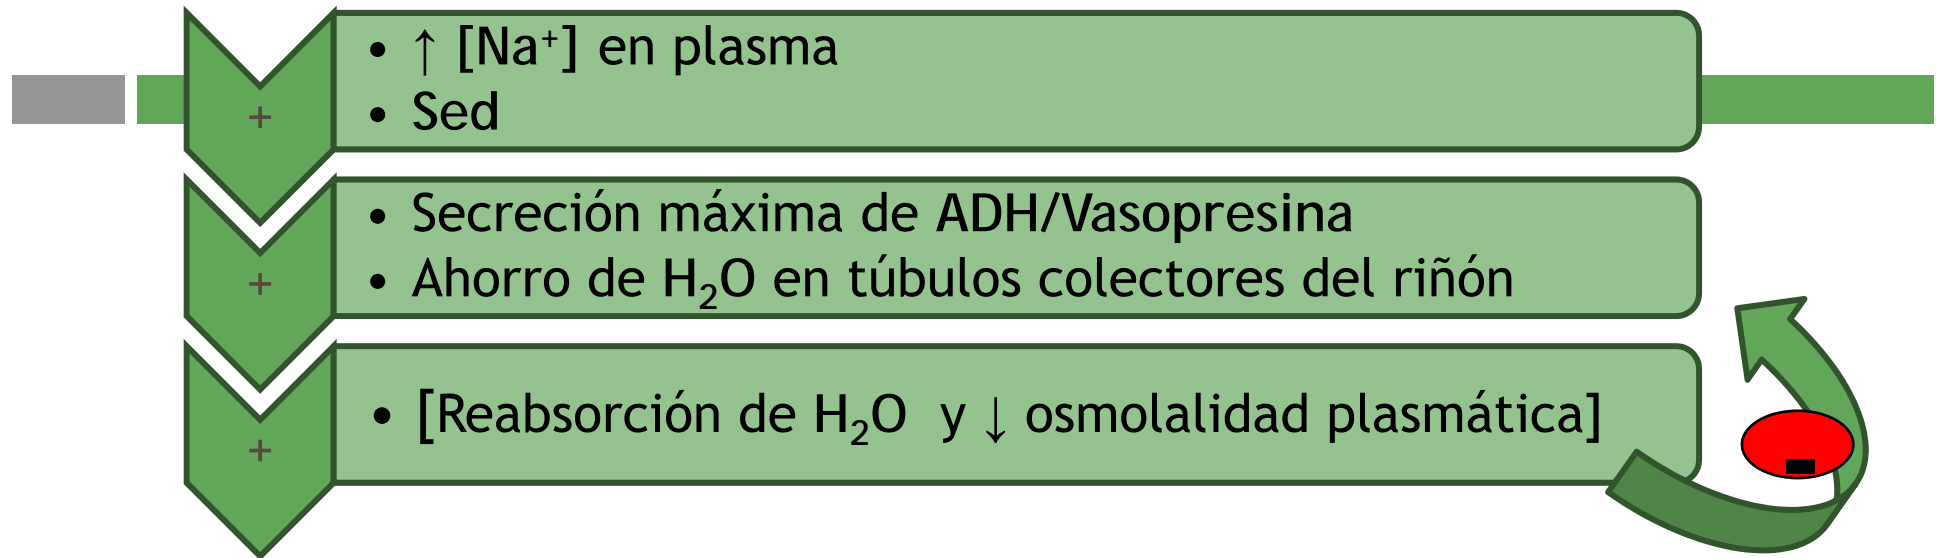 +
• ↑ [Na⁺] en plasma
• Sed
+
• Secreción máxima de ADH/Vasopresina
• Ahorro de H₂O en túbulos colectores del riñón
+
• [Reabsorción de H₂O y ↓ osmolalidad plasmática]
-